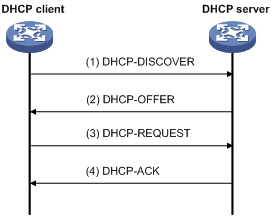 DHCP client
DHCP server
(1) DHCP-DISCOVER
(2) DHCP-OFFER
(3) DHCP-REQUEST
(4) DHCP-ACK